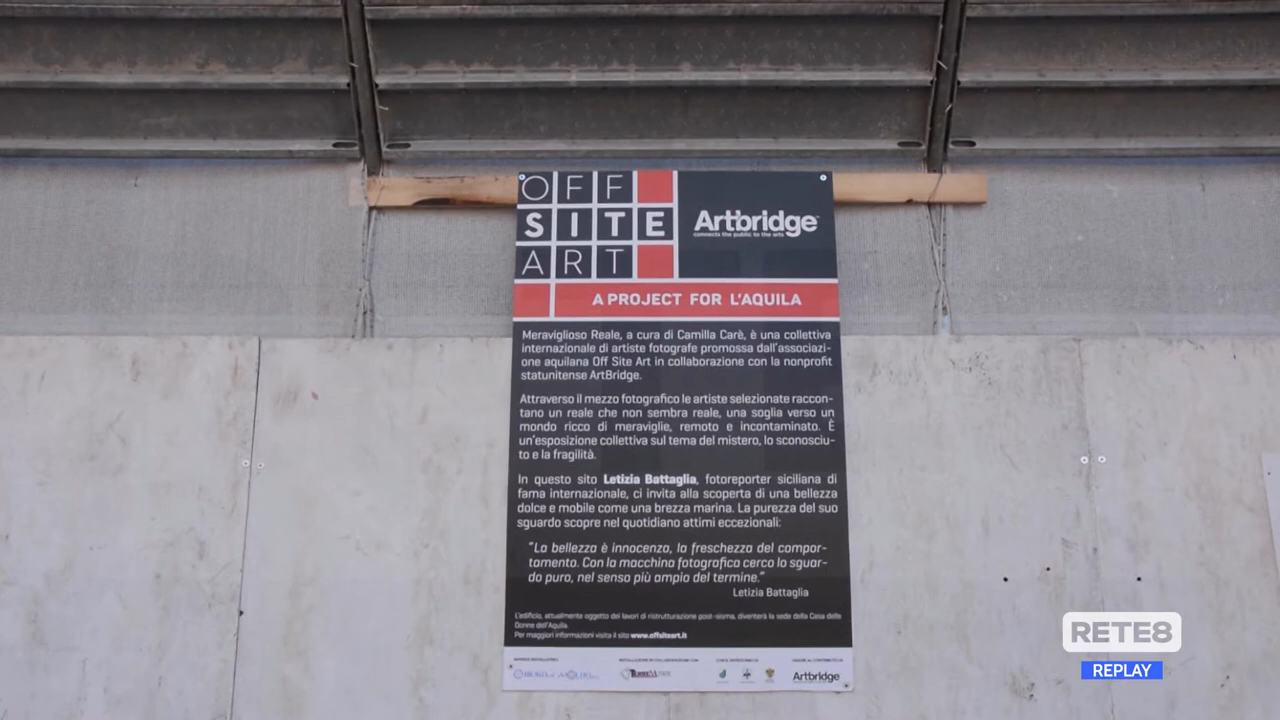 OFF
SITE
ART
Artbridge™
connects the public to the arts
A PROJECT FOR L'AQUILA
Meraviglioso Reale, a cura di Camilla Carè, è una collettiva
internazionale di artiste fotografe promossa dall'associazi-
one aquilana Off Site Art in collaborazione con la nonprofit
statunitense ArtBridge.
Attraverso il mezzo fotografico le artiste selezionate raccon-
tano un reale che non sembra reale, una soglia verso un
mondo ricco di meraviglie, remoto e incontaminato. È
un'esposizione collettiva sul tema del mistero, lo sconosciu-
to e la fragilità.
In questo sito Letizia Battaglia, fotoreporter siciliana di
fama internazionale, ci invita alla scoperta di una bellezza
dolce e mobile come una brezza marina. La purezza del suo
sguardo scopre nel quotidiano attimi eccezionali:
"La bellezza è innocenza, la freschezza del compor-
tamento. Con la macchina fotografica cerco lo sguar-
do puro, nel senso più ampio del termine."
Letizia Battaglia
L'edificio, attualmente oggetto dei lavori di ristrutturazione post-sisma, diventerà la sede della Casa delle
Donne dell'Aquila.
Per maggiori informazioni visita il sito www.offsiteart.it
Artbridge
RETE8
REPLAY